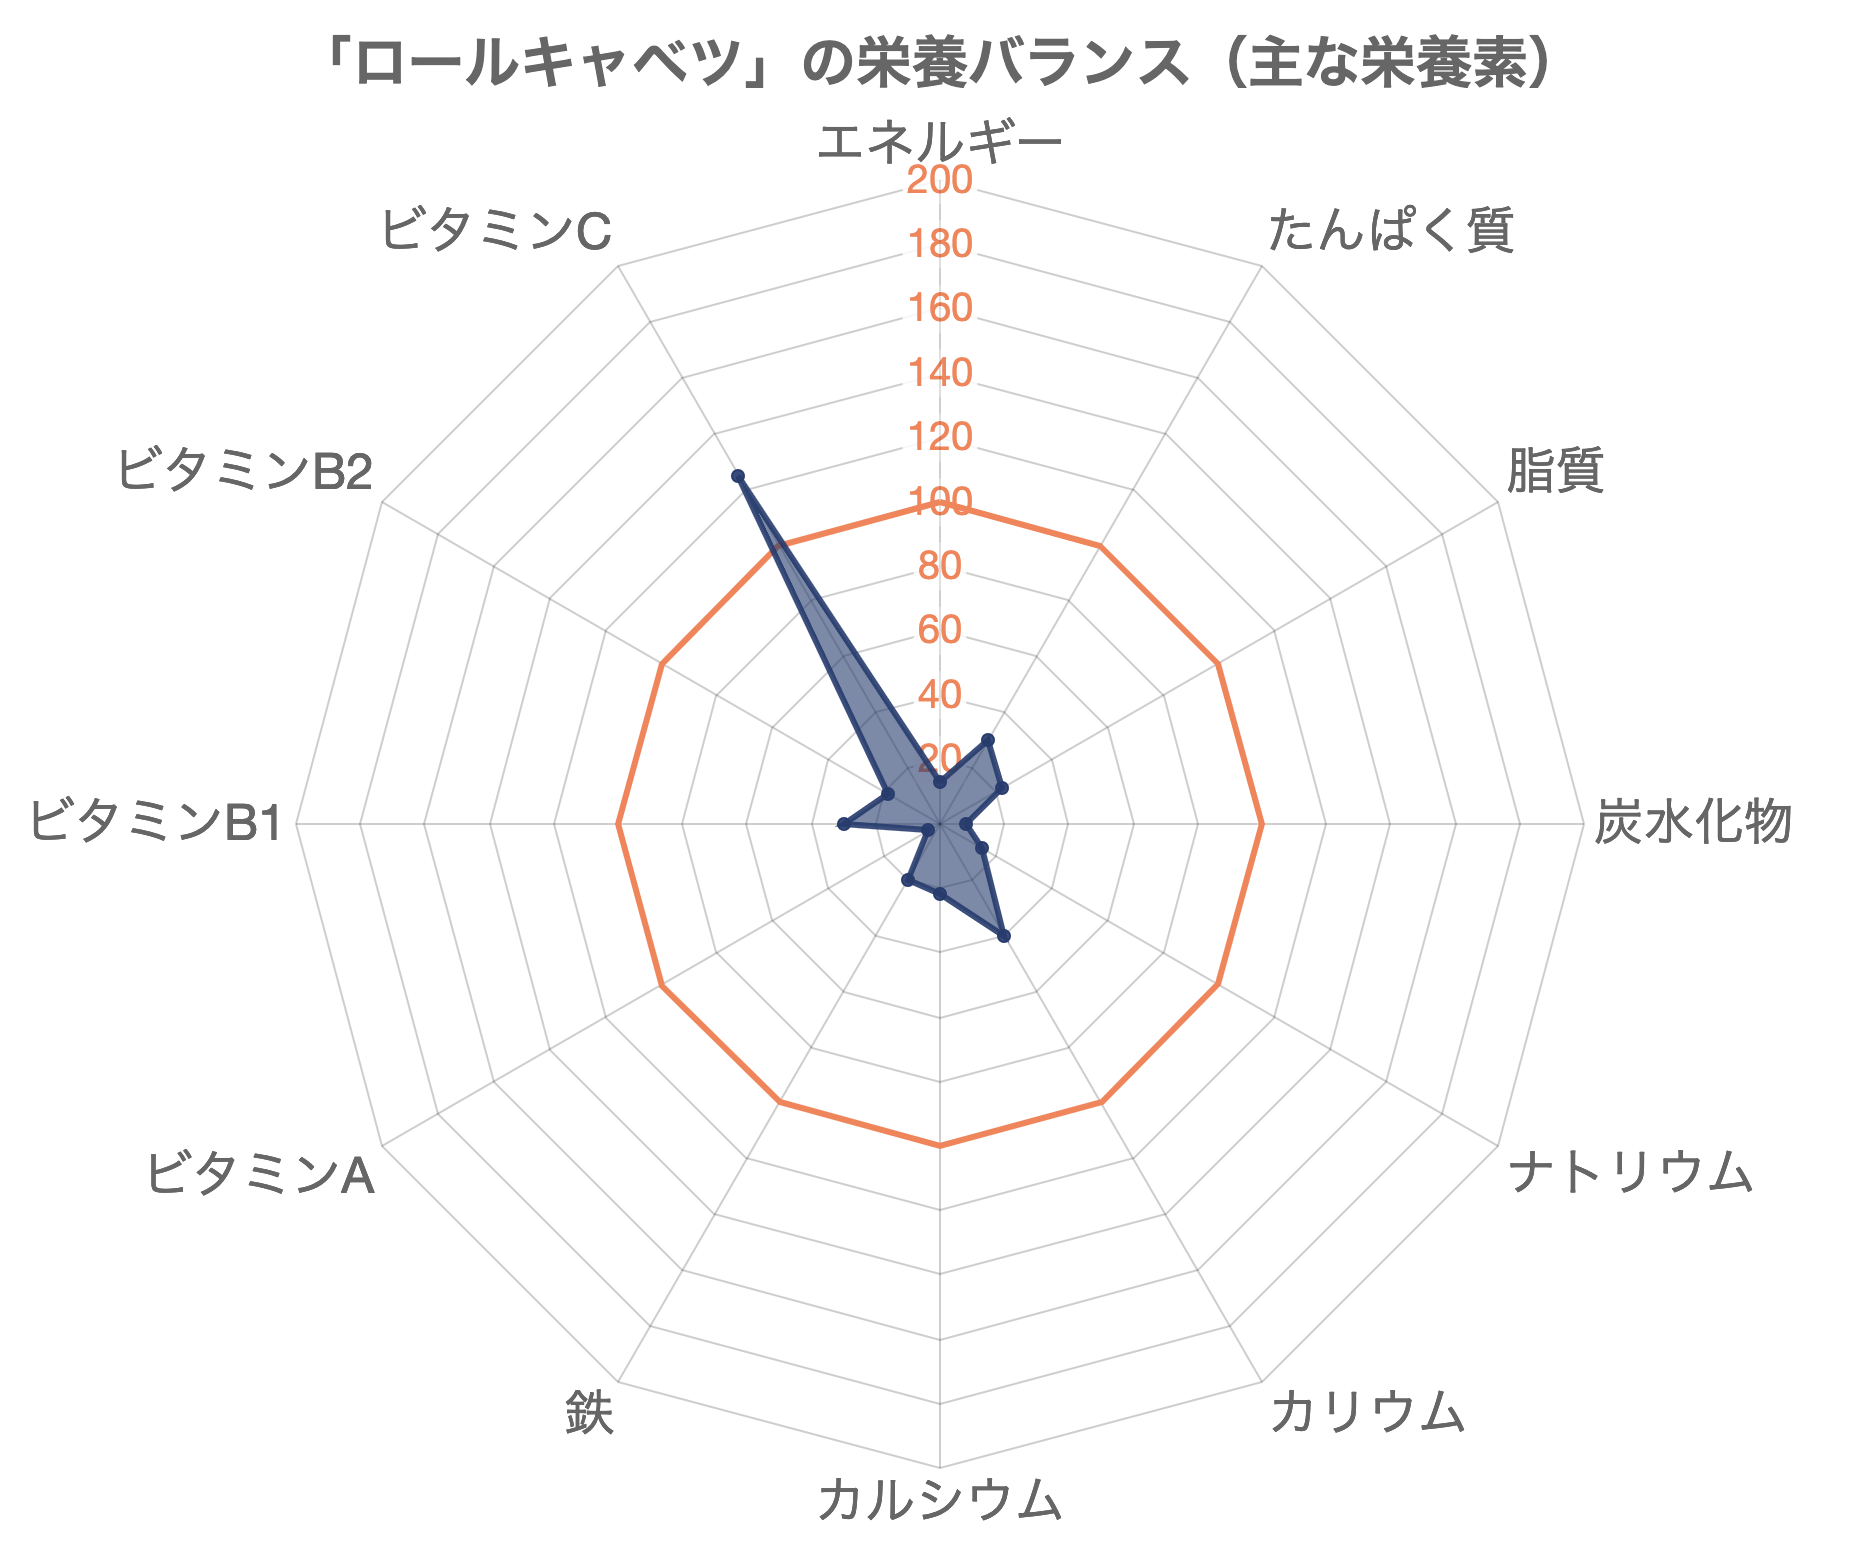 「ロールキャベツ」の栄養バランス（主な栄養素）
エネルギー
たんぱく質
脂質
炭水化物
ナトリウム
カリウム
カルシウム
鉄
ビタミンA
ビタミンB1
ビタミンB2
ビタミンC
200
180
160
140
120
100
80
60
40
20